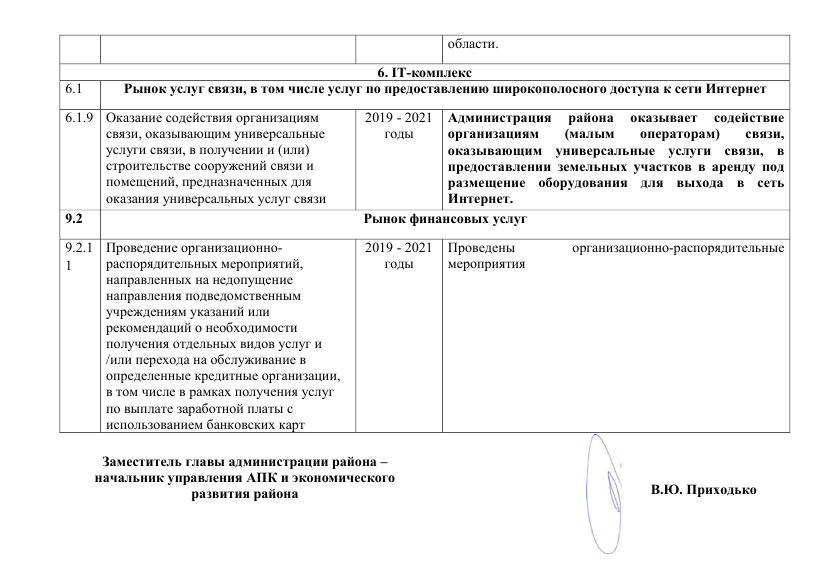 области.
6. IT-комплекс
6.1 Рынок услуг связи, в том числе услуг по предоставлению широкополосного доступа к сети Интернет
6.1.9 Оказание содействия организациям
связи, оказывающим универсальные
услуги связи, в получении и (или)
строительстве сооружений связи и
помещений, предназначенных для
оказания универсальных услуг связи
2019 - 2021
годы
Администрация района оказывает содействие
организациям (малым операторам) связи,
оказывающим универсальные услуги связи, в
предоставлении земельных участков в аренду под
размещение оборудования для выхода в сеть
Интернет.
9.2 Рынок финансовых услуг
9.2.1
1
Проведение организационно-
распорядительных мероприятий,
направленных на недопущение
направления подведомственным
учреждениям указаний или
рекомендаций о необходимости
получения отдельных видов услуг и
/или перехода на обслуживание в
определенные кредитные организации,
в том числе в рамках получения услуг
по выплате заработной платы с
использованием банковских карт
2019 - 2021
годы
Проведены организационно-распорядительные
мероприятия
Заместитель главы администрации района –
начальник управления АПК и экономического
развития района
В.Ю. Приходько